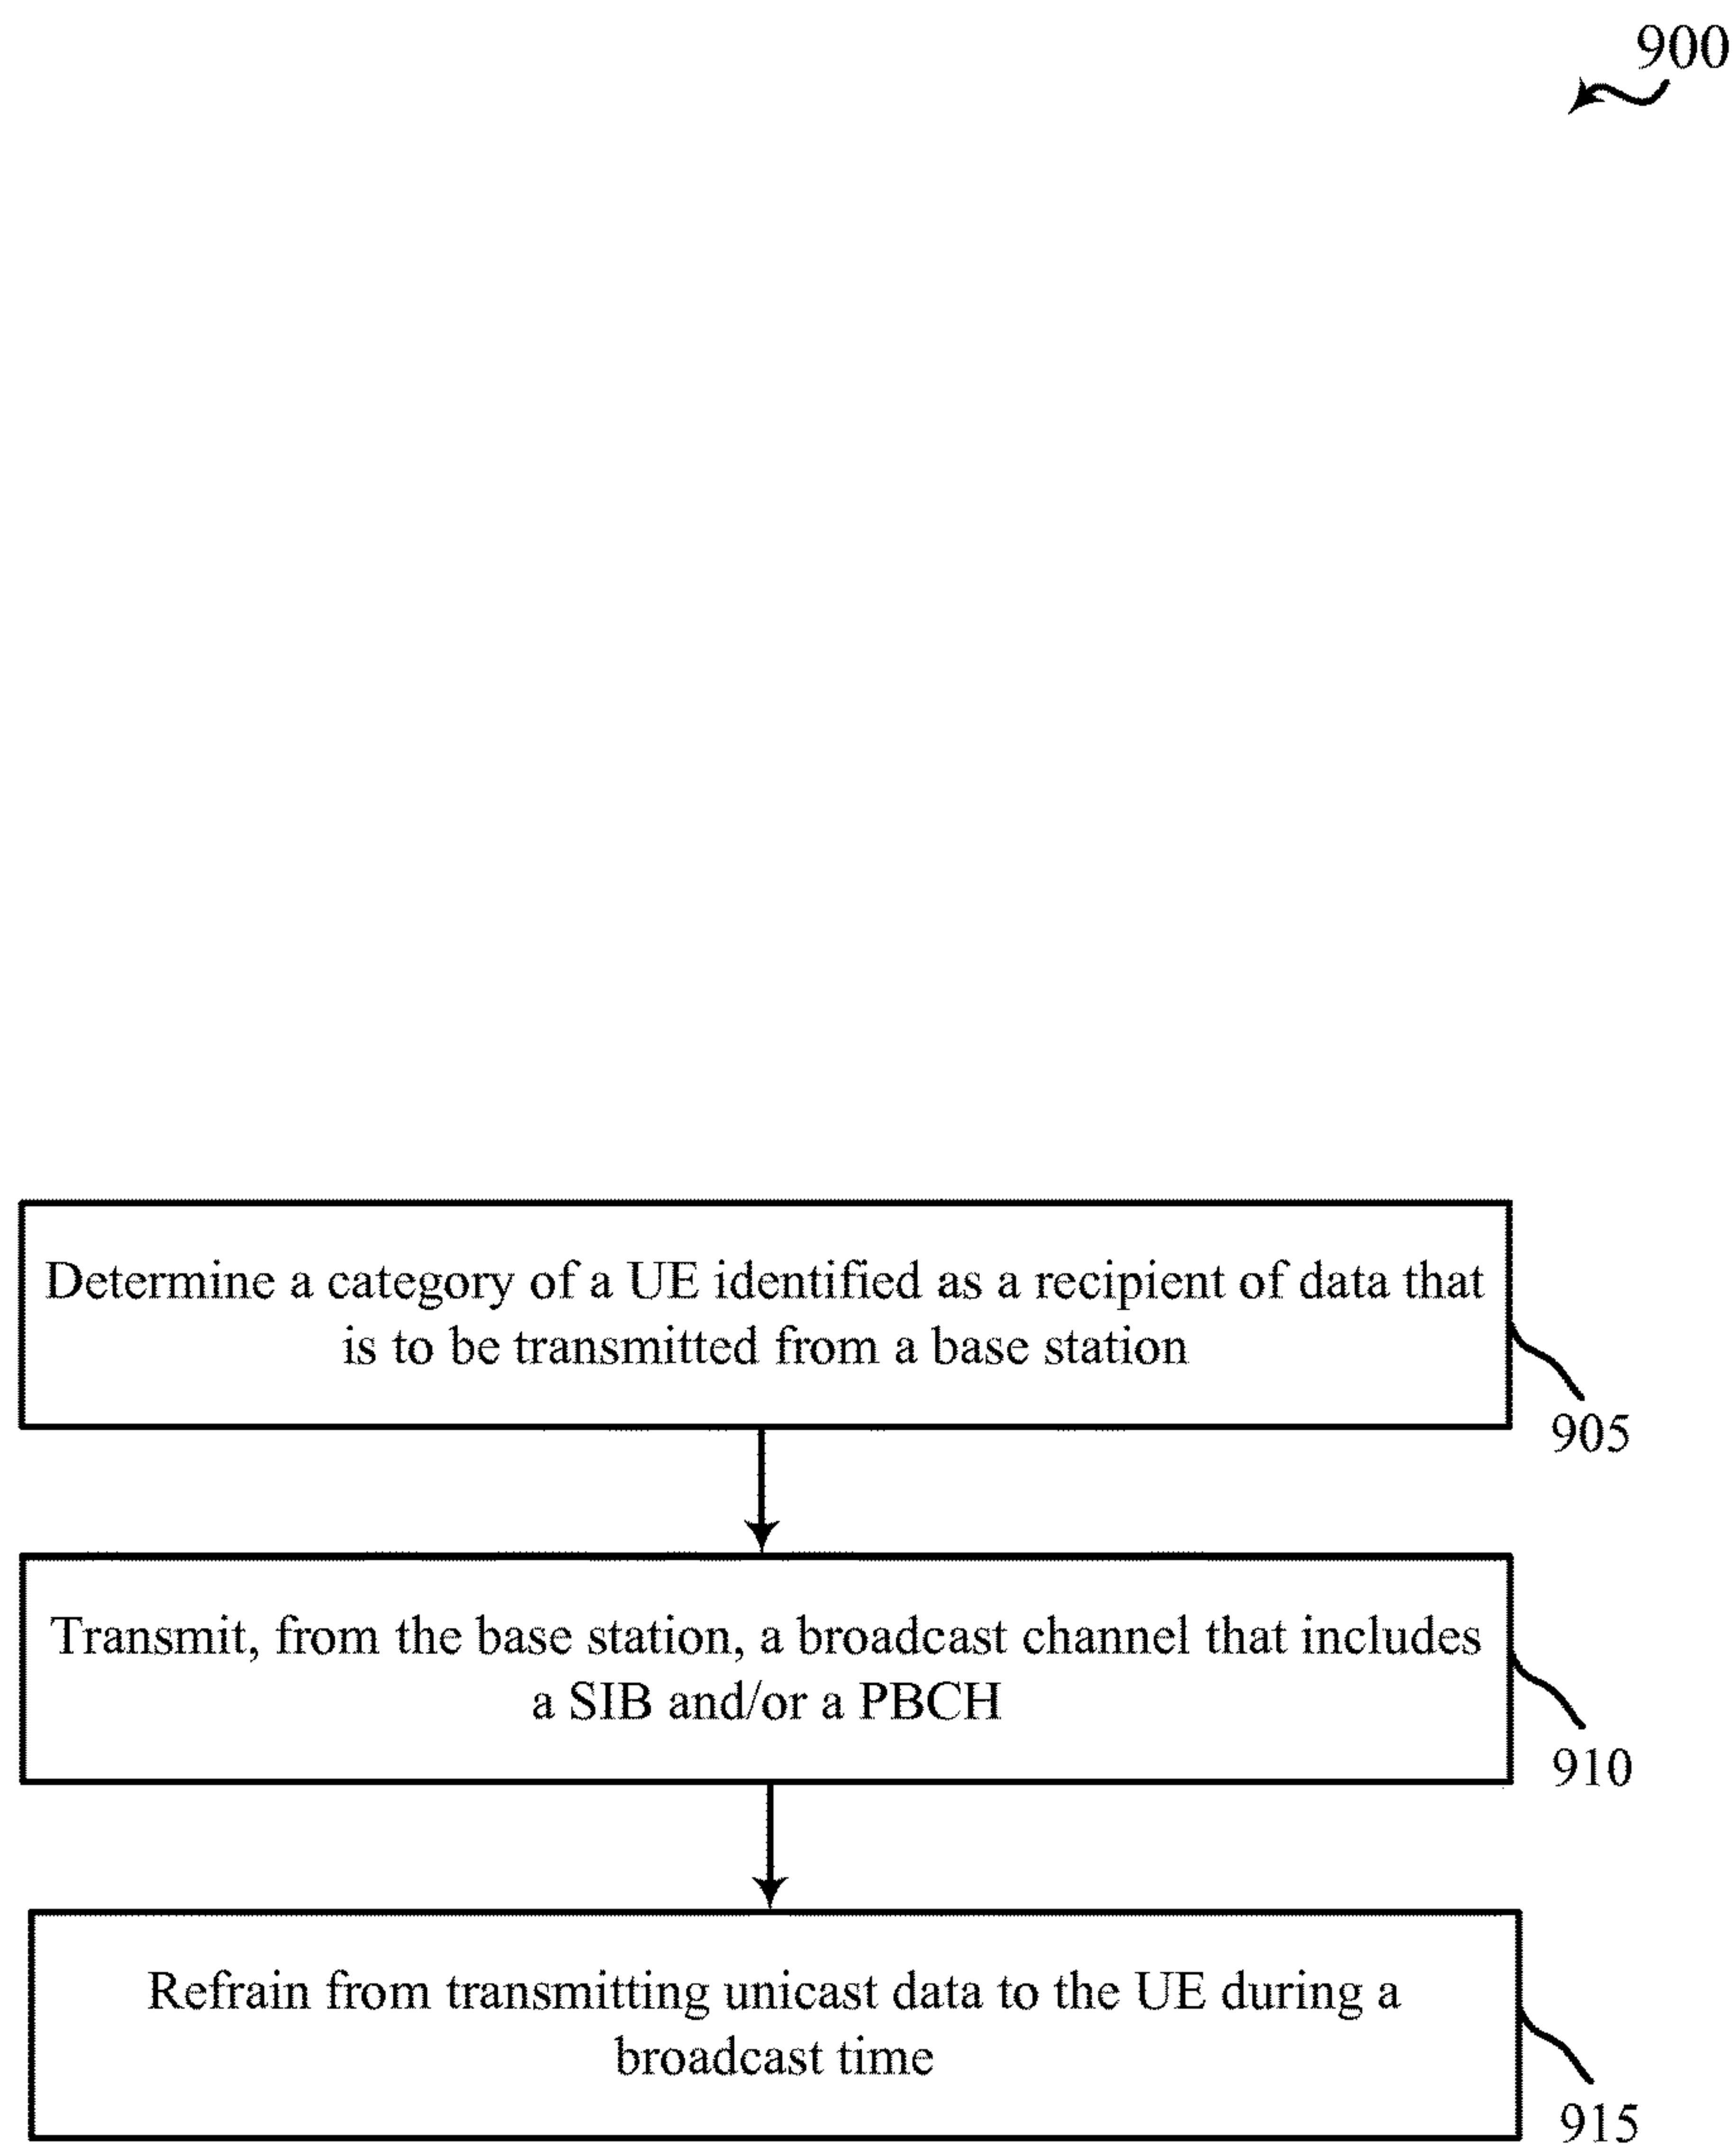 900
Determine a category of a UE identified as a recipient of data that
is to be transmitted from a base station
905
Transmit, from the base station, a broadcast channel that includes
a SIB and/or a PBCH
910
Refrain from transmitting unicast data to the UE during a
broadcast time
915